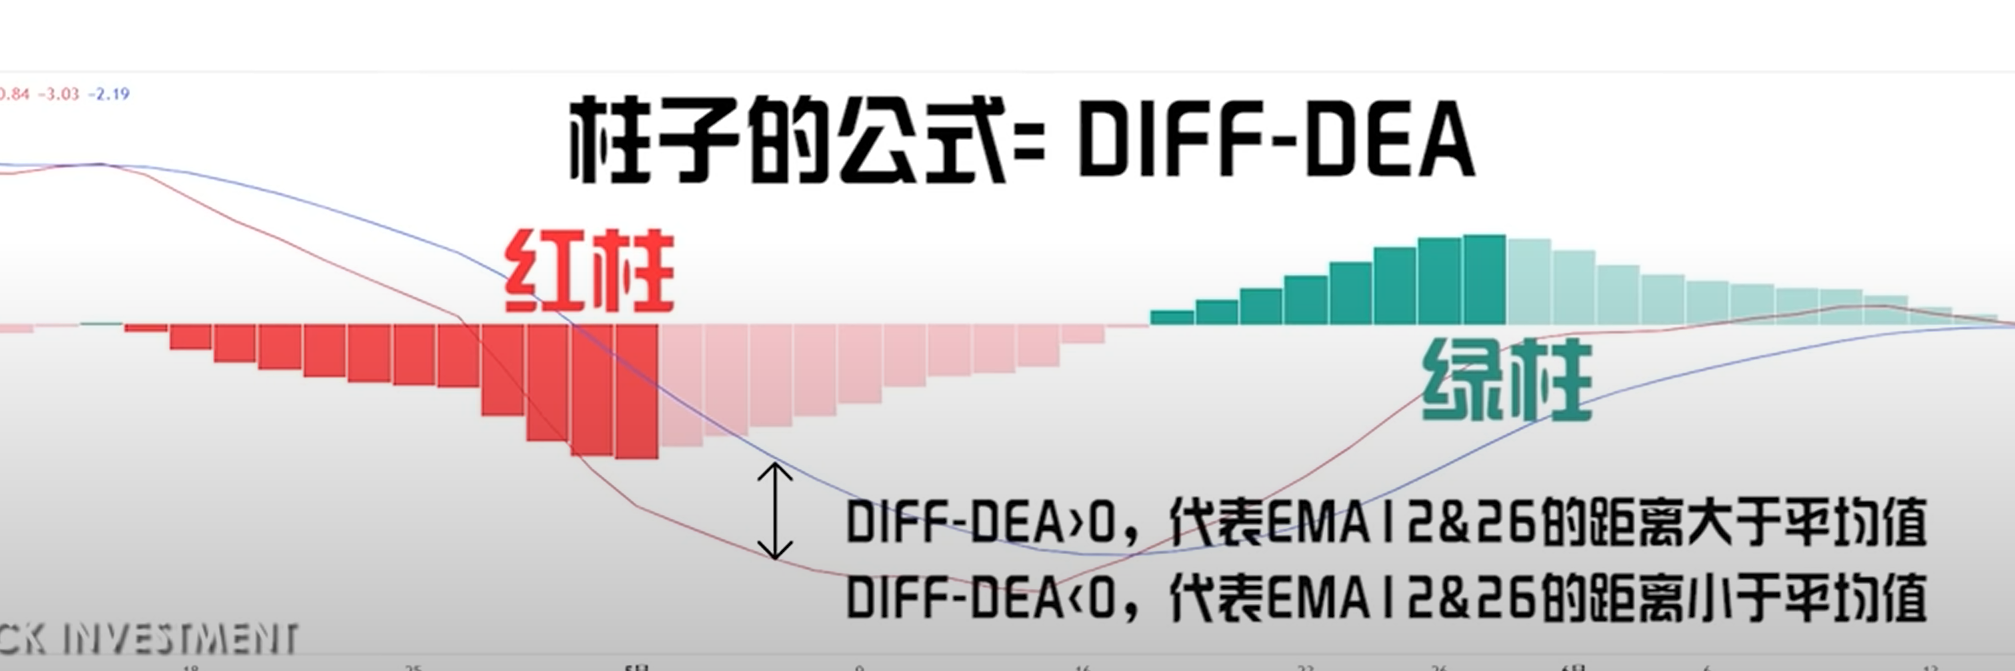 0.84 -3.03 -2.19
柱子的公式= DIFF-DEA
红柱
绿柱
DIFF-DEA>0，代表EMA12&26的距离大于平均值
DIFF-DEA<0，代表EMA12&26的距离小于平均值
CK INVESTMENT